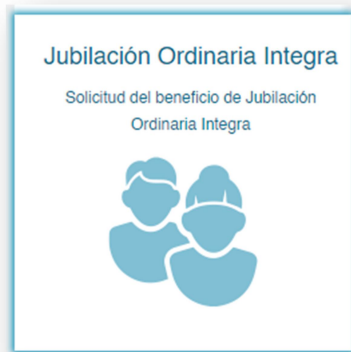 Jubilación Ordinaria Integra
Solicitud del beneficio de Jubilación
Ordinaria Integra